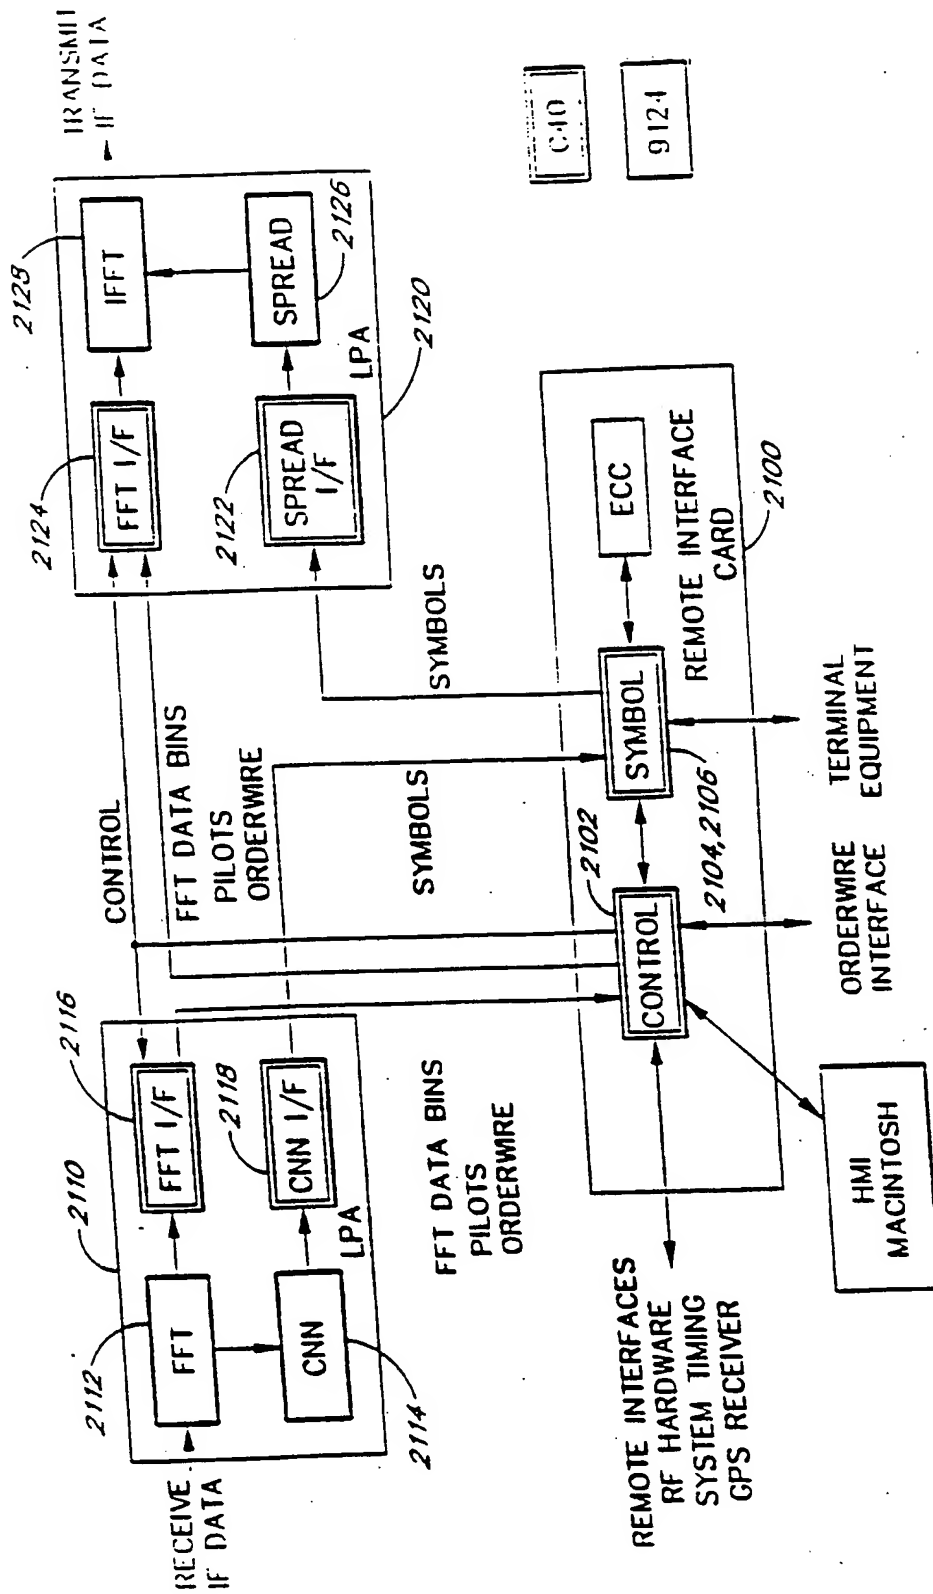 RECEIVE
IF DATA
2112
2110
2116
FFT
FFT I/F
CNN
CNN I/F
2118
LPA
2114
CONTROL
FFT DATA BINS
PILOTS
ORDERWIRE
2124
2128
TRANSMIT
IF DATA
FFT I/F
IFFT
2122
SPREAD
I/F
SPREAD
2126
LPA
2120
FFT DATA BINS
PILOTS
ORDERWIRE
SYMBOLS
SYMBOLS
2102
CONTROL
SYMBOL
ECC
2104, 2106
REMOTE INTERFACE
CARD
2100
REMOTE INTERFACES
RF HARDWARE
SYSTEM TIMING
GPS RECEIVER
HMI
MACINTOSH
ORDERWIRE
INTERFACE
TERMINAL
EQUIPMENT
C40
9124